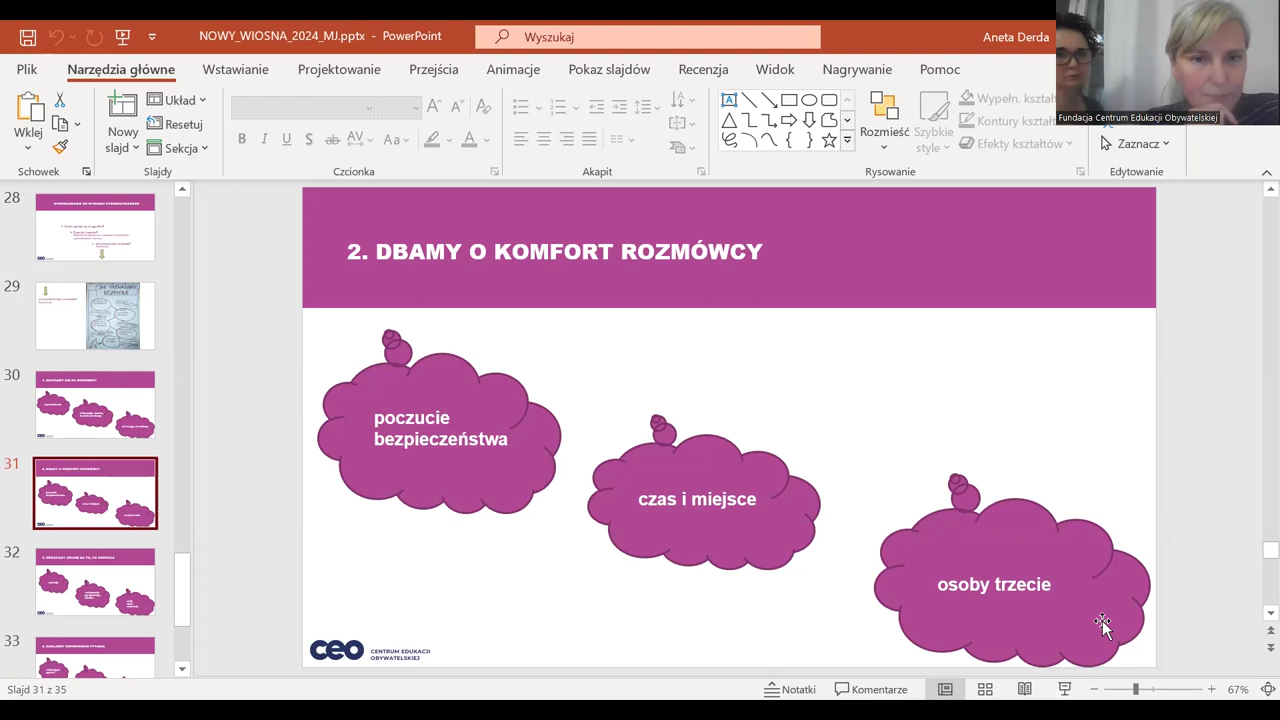 NOWY_WIOSNA_2024_MJ.pptx - PowerPoint
Wyszukaj
Aneta Derda
Plik
Narzędzia główne
Wstawianie
Projektowanie
Przejścia
Animacje
Pokaz slajdów
Recenzja
Widok
Nagrywanie
Pomoc
Fundacja Centrum Edukacji Obywatelskiej
Wklej
Nowy
slajd
Układ
Resetuj
Sekcja
Rozmieść
Szybkie
style
Wypełn. kształt
Kontury kształtu
Efekty kształtów
Zaznacz
Schowek
Slajdy
Czcionka
Akapit
Rysowanie
Edytowanie
28
29
30
31
32
33
2. DBAMY O KOMFORT ROZMÓWCY
poczucie
bezpieczeństwa
czas i miejsce
osoby trzecie
CEO CENTRUM EDUKACJI
OBYWATELSKIEJ
Slajd 31 z 35
Notatki
Komentarze
67%